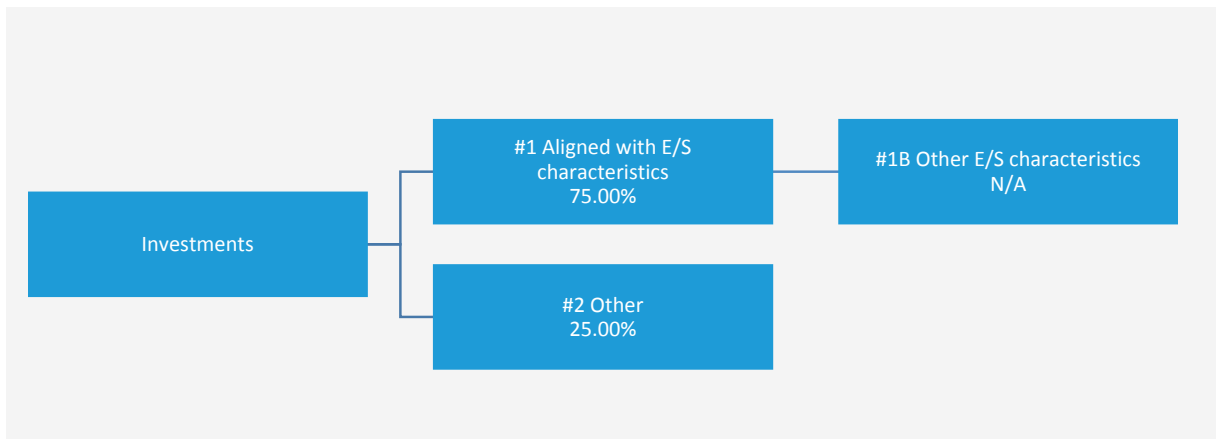 Investments
#1 Aligned with E/S
characteristics
75.00%
#1B Other E/S characteristics
N/A
#2 Other
25.00%